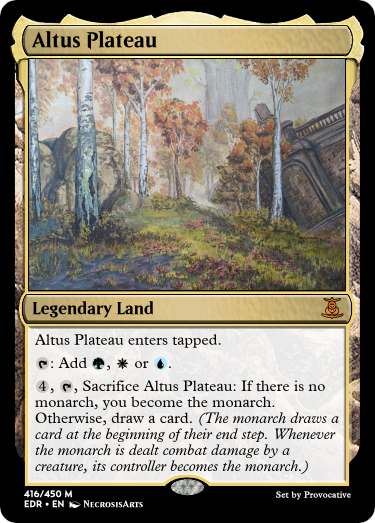 Altus Plateau
Legendary Land
Altus Plateau enters tapped.
: Add , or .
4, , Sacrifice Altus Plateau: If there is no
monarch, you become the monarch.
Otherwise, draw a card. (The monarch draws a
card at the beginning of their end step. Whenever
the monarch is dealt combat damage by a
creature, its controller becomes the monarch.)
416/450 M
EDR • EN NecrosisArts
Set by Provocative